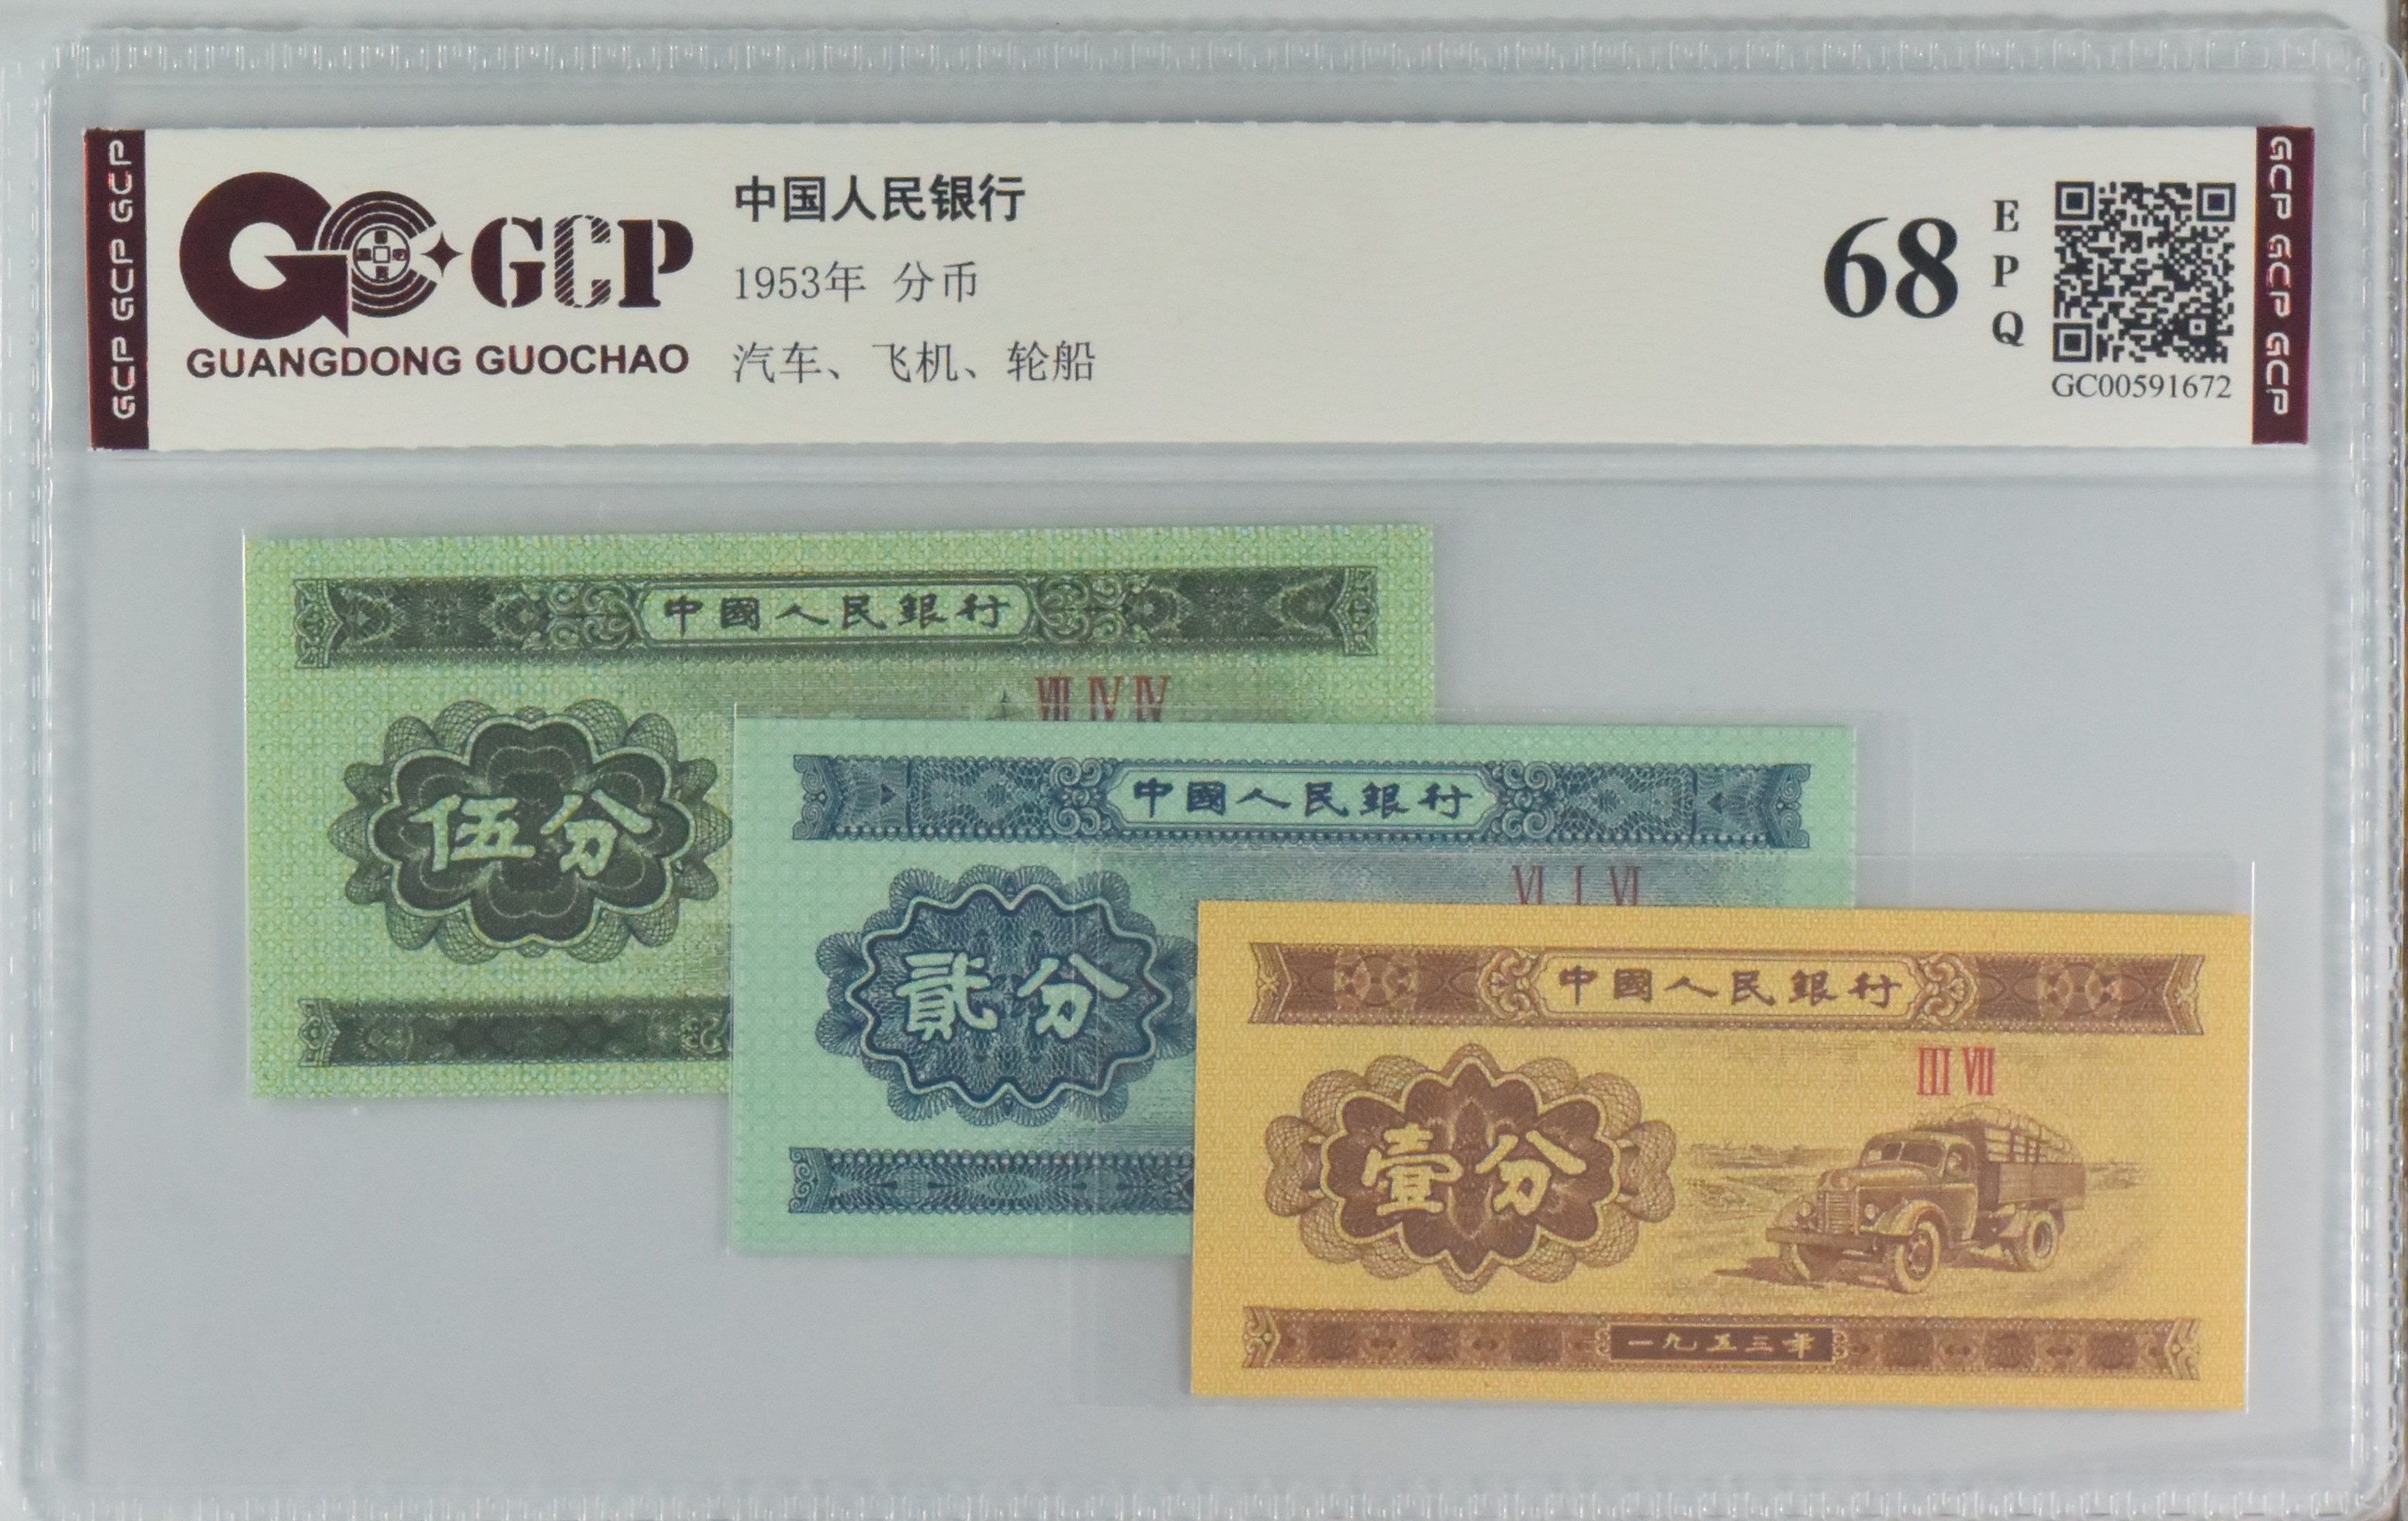 GCP GCP GCP
GCP
GUANGDONG GUOCHAO
中国人民银行
1953年 分币
汽车、飞机、轮船
68
EPQ
GC00591672
GCP GCP GCP
中國人民銀行
VII IV IV
伍分
中國人民銀行
VI I VI
貳分
中國人民銀行
III VII
壹分
一九五三年